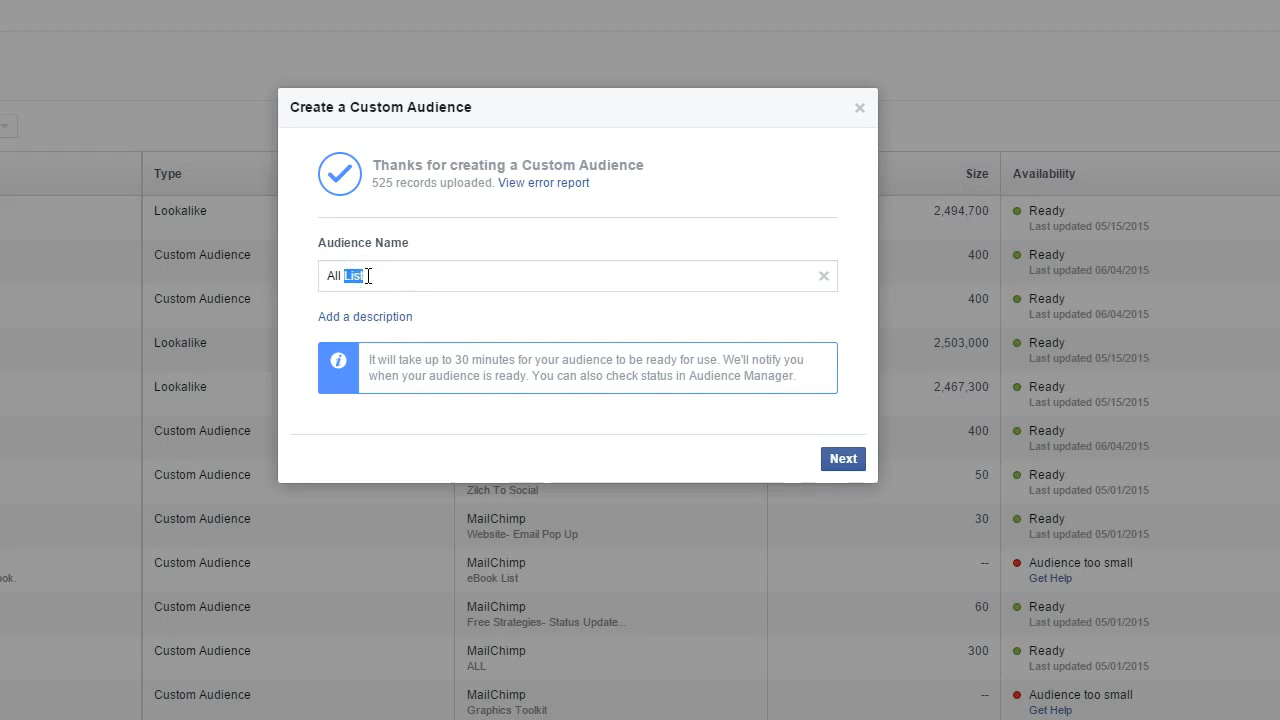 Create a Custom Audience
×
Thanks for creating a Custom Audience
525 records uploaded. View error report
Audience Name
All List
×
Add a description
i
It will take up to 30 minutes for your audience to be ready for use. We'll notify you
when your audience is ready. You can also check status in Audience Manager.
Next
Type Size Availability
Lookalike 2,494,700 Ready
Last updated 05/15/2015
Custom Audience 400 Ready
Last updated 06/04/2015
Custom Audience 400 Ready
Last updated 06/04/2015
Lookalike 2,503,000 Ready
Last updated 05/15/2015
Lookalike 2,467,300 Ready
Last updated 05/15/2015
Custom Audience 400 Ready
Last updated 06/04/2015
Custom Audience 50 Ready
Zilch To Social Last updated 05/01/2015
Custom Audience MailChimp 30 Ready
Website- Email Pop Up Last updated 05/01/2015
Custom Audience MailChimp -- Audience too small
ook. eBook List Get Help
Custom Audience MailChimp 60 Ready
Free Strategies- Status Update... Last updated 05/01/2015
Custom Audience MailChimp 300 Ready
ALL Last updated 05/01/2015
Custom Audience MailChimp -- Audience too small
Graphics Toolkit Get Help